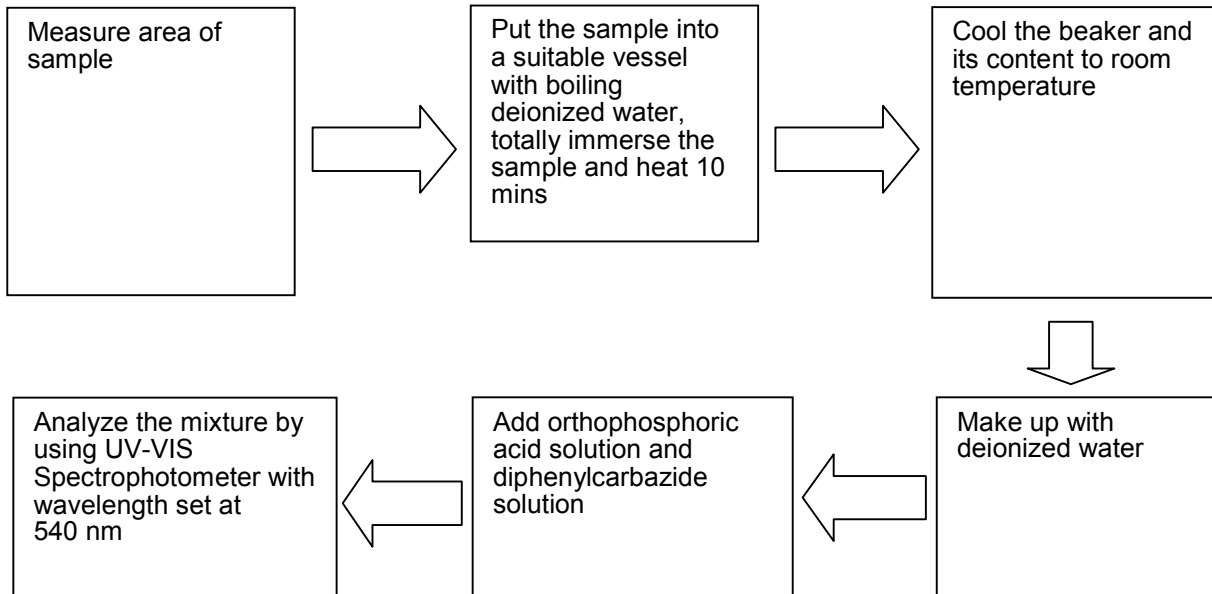 Measure area of
sample
Put the sample into
a suitable vessel
with boiling
deionized water,
totally immerse the
sample and heat 10
mins
Cool the beaker and
its content to room
temperature
Make up with
deionized water
Add orthophosphoric
acid solution and
diphenylcarbazide
solution
Analyze the mixture by
using UV-VIS
Spectrophotometer with
wavelength set at
540 nm